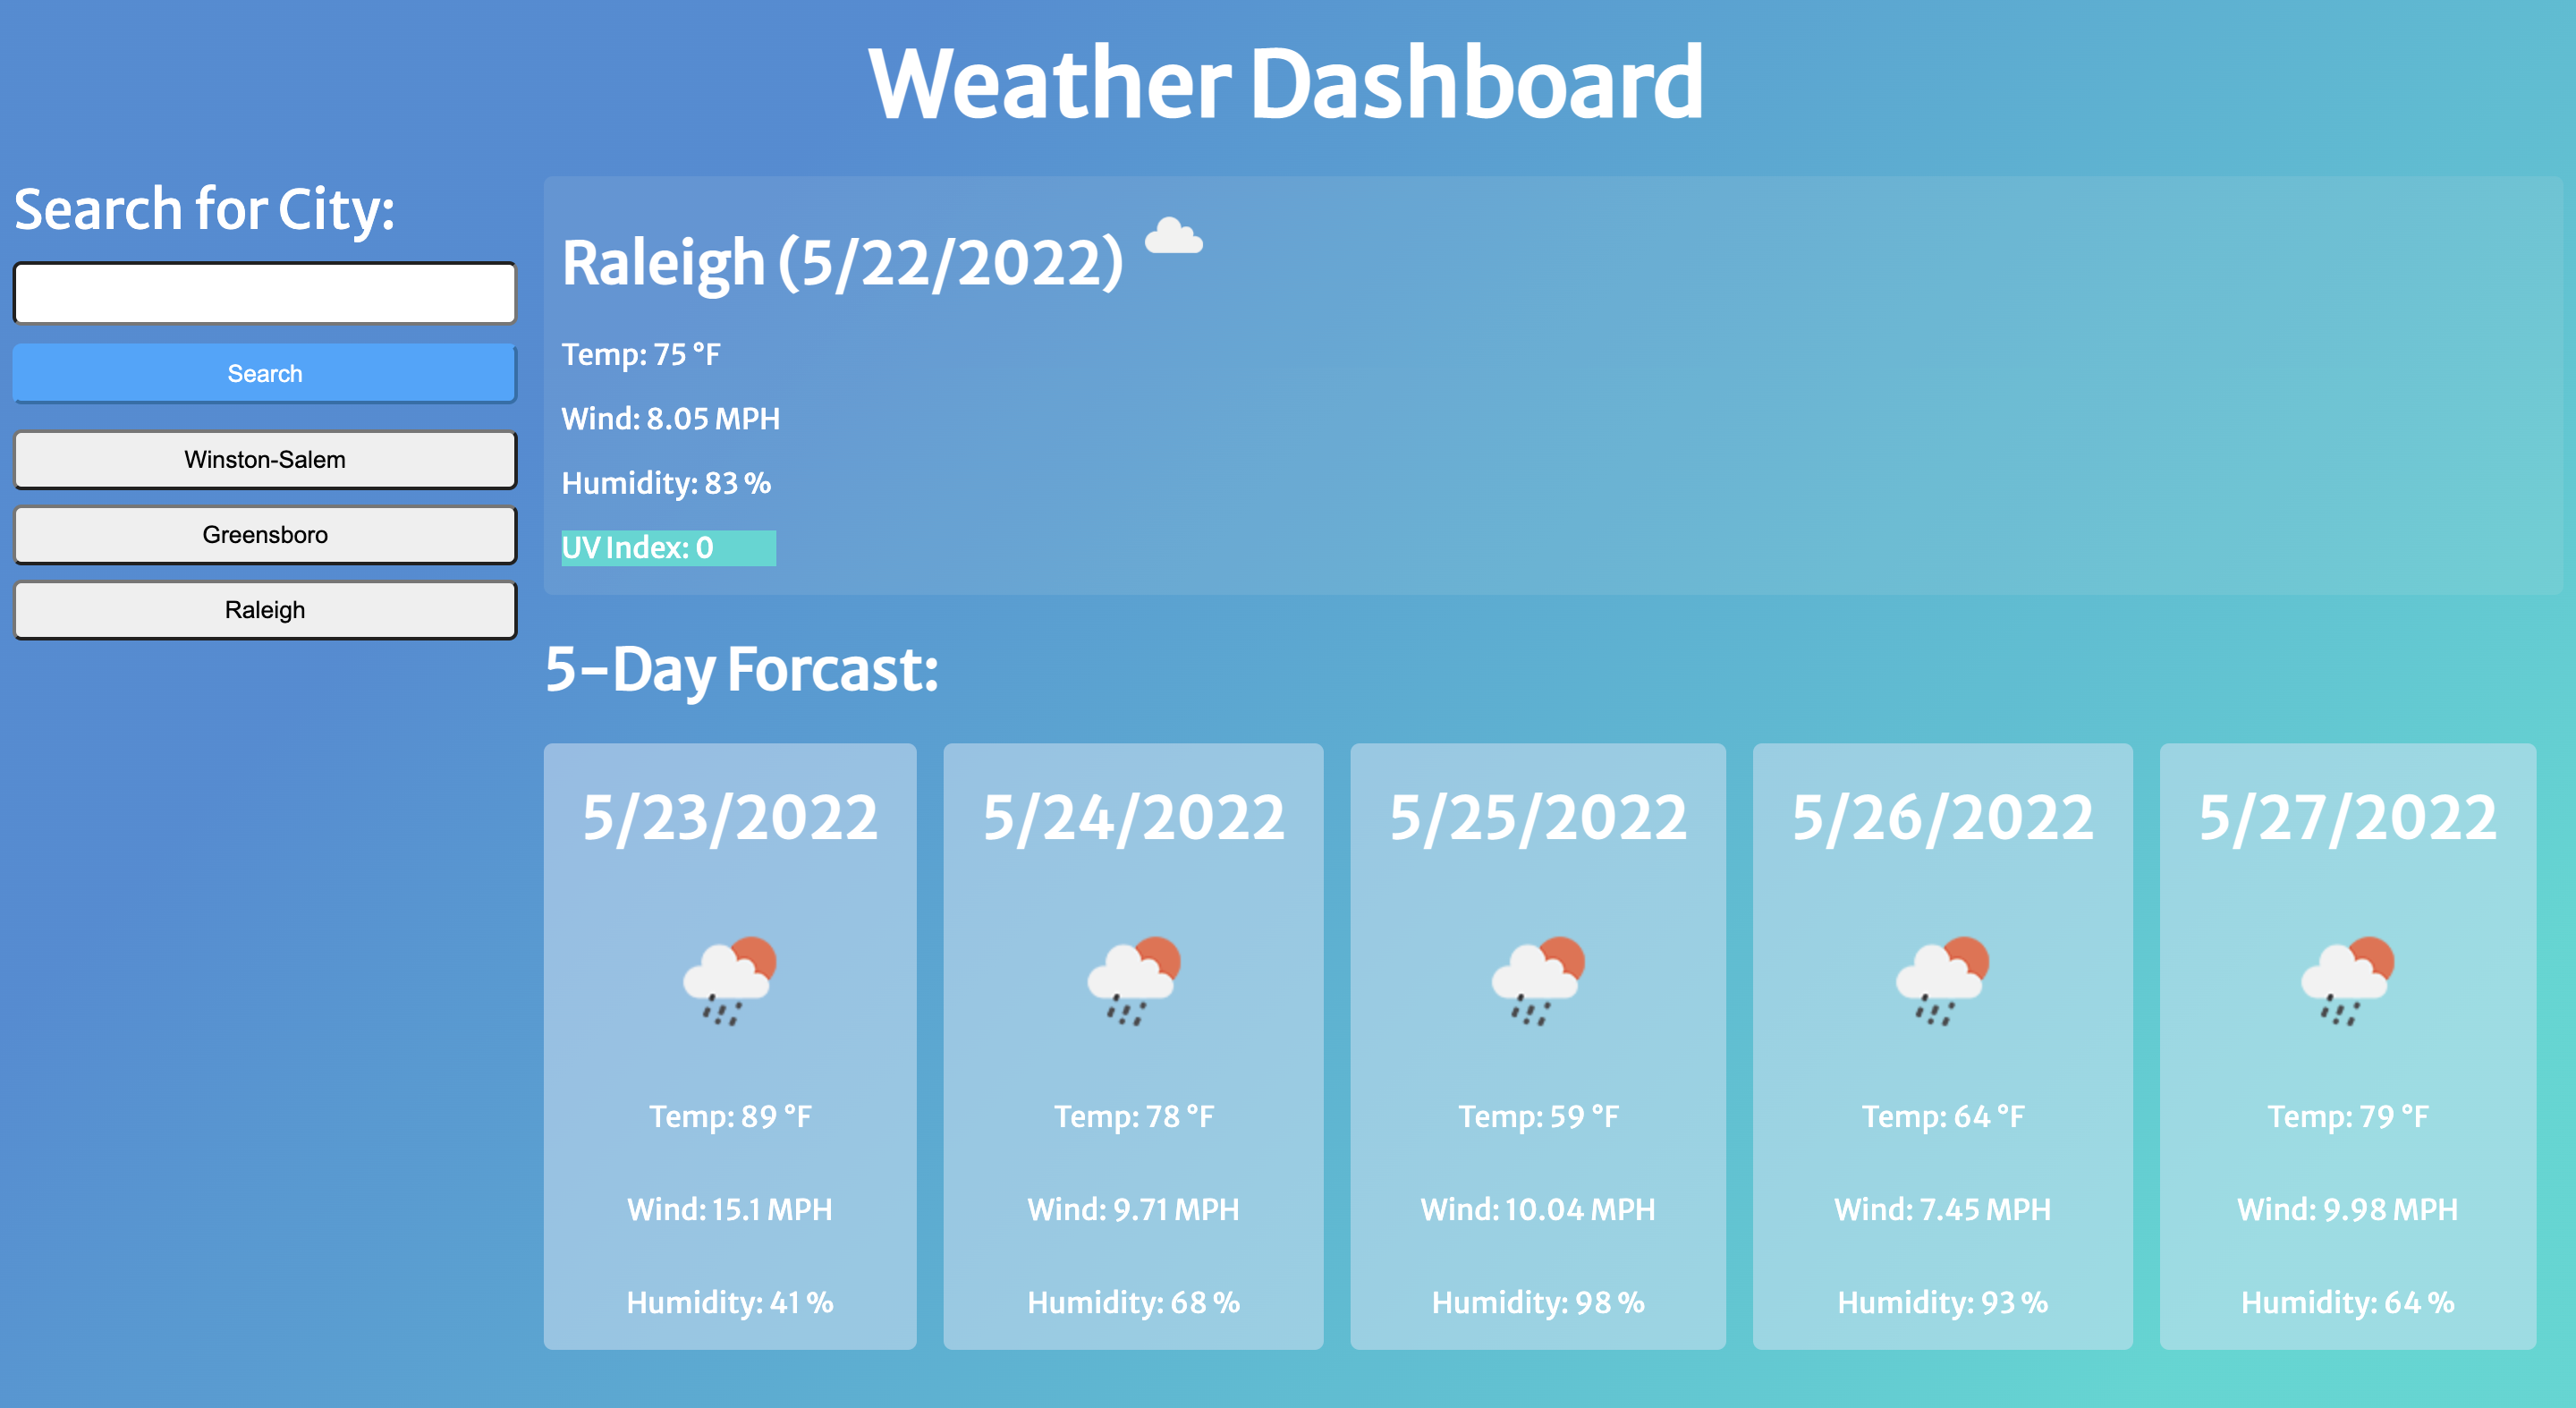 Weather Dashboard
Search for City:
Search
Winston-Salem
Greensboro
Raleigh
Raleigh (5/22/2022)
Temp: 75 °F
Wind: 8.05 MPH
Humidity: 83 %
UV Index: 0
5-Day Forcast:
5/23/2022
Temp: 89 °F
Wind: 15.1 MPH
Humidity: 41 %
5/24/2022
Temp: 78 °F
Wind: 9.71 MPH
Humidity: 68 %
5/25/2022
Temp: 59 °F
Wind: 10.04 MPH
Humidity: 98 %
5/26/2022
Temp: 64 °F
Wind: 7.45 MPH
Humidity: 93 %
5/27/2022
Temp: 79 °F
Wind: 9.98 MPH
Humidity: 64 %